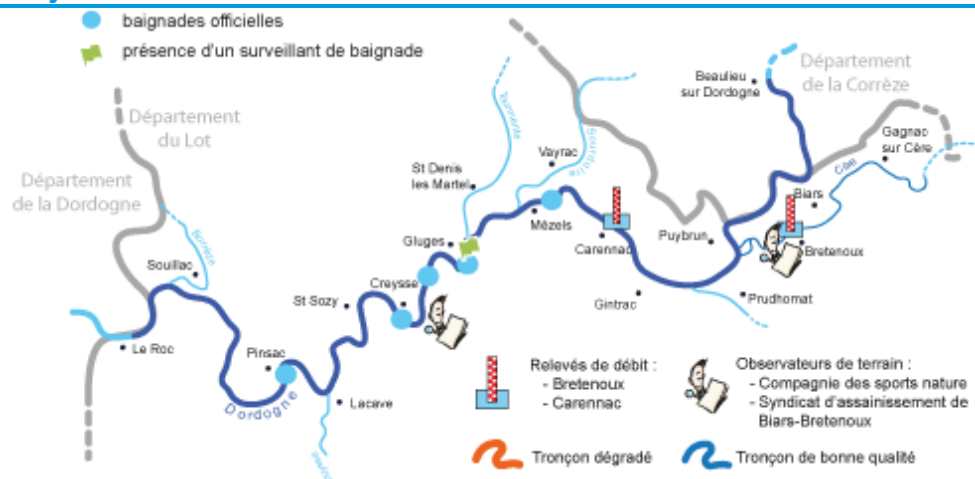 baignades officielles
présence d'un surveillant de baignade
Département
de la Corrèze
Beaulieu
sur Dordogne
Département
du Lot
Tourmente
Sourdoire
Gagnac
sur Cère
Cère
Vayrac
St Denis
les Martel
Département
de la Dordogne
Biars
Mézels
Carennac
Puybrun
Bretenoux
Gluges
Borrèze
Souillac
Creysse
St Sozy
Gintrac
Prudhomat
Le Roc
Pinsac
Lacave
Dordogne
Relevés de débit :
- Bretenoux
- Carennac
Observateurs de terrain :
- Compagnie des sports nature
- Syndicat d'assainissement de
Biars-Bretenoux
Tronçon dégradé
Tronçon de bonne qualité